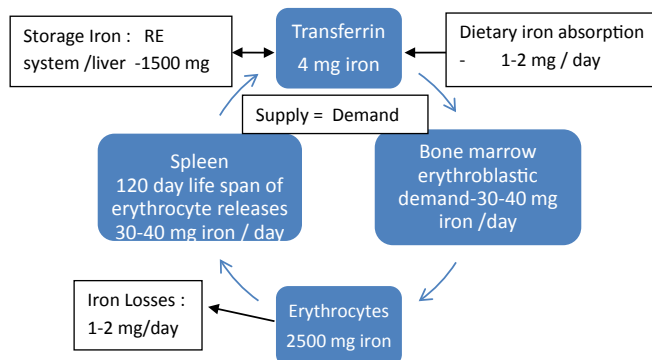 Storage Iron : RE
system /liver -1500 mg
Transferrin
4 mg iron
Dietary iron absorption
- 1-2 mg / day
Supply = Demand
Spleen
120 day life span of
erythrocyte releases
30-40 mg iron / day
Bone marrow
erythroblastic
demand-30-40 mg
iron /day
Iron Losses :
1-2 mg/day
Erythrocytes
2500 mg iron